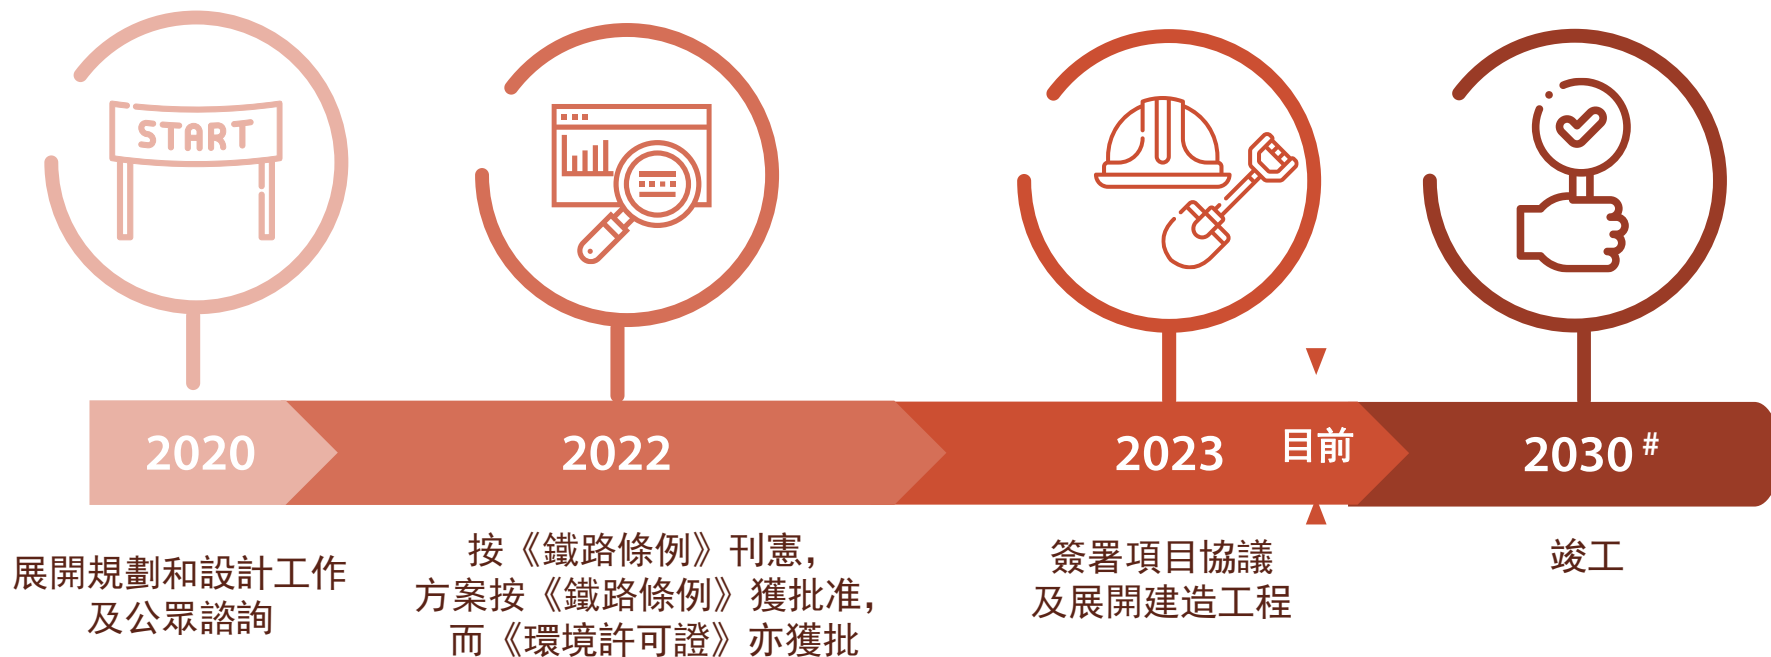 START
2020
2022
2023
目前
2030 #
展開規劃和設計工作
及公眾諮詢
按《鐵路條例》刊憲,
方案按《鐵路條例》獲批准,
而《環境許可證》亦獲批
簽署項目協議
及展開建造工程
竣工